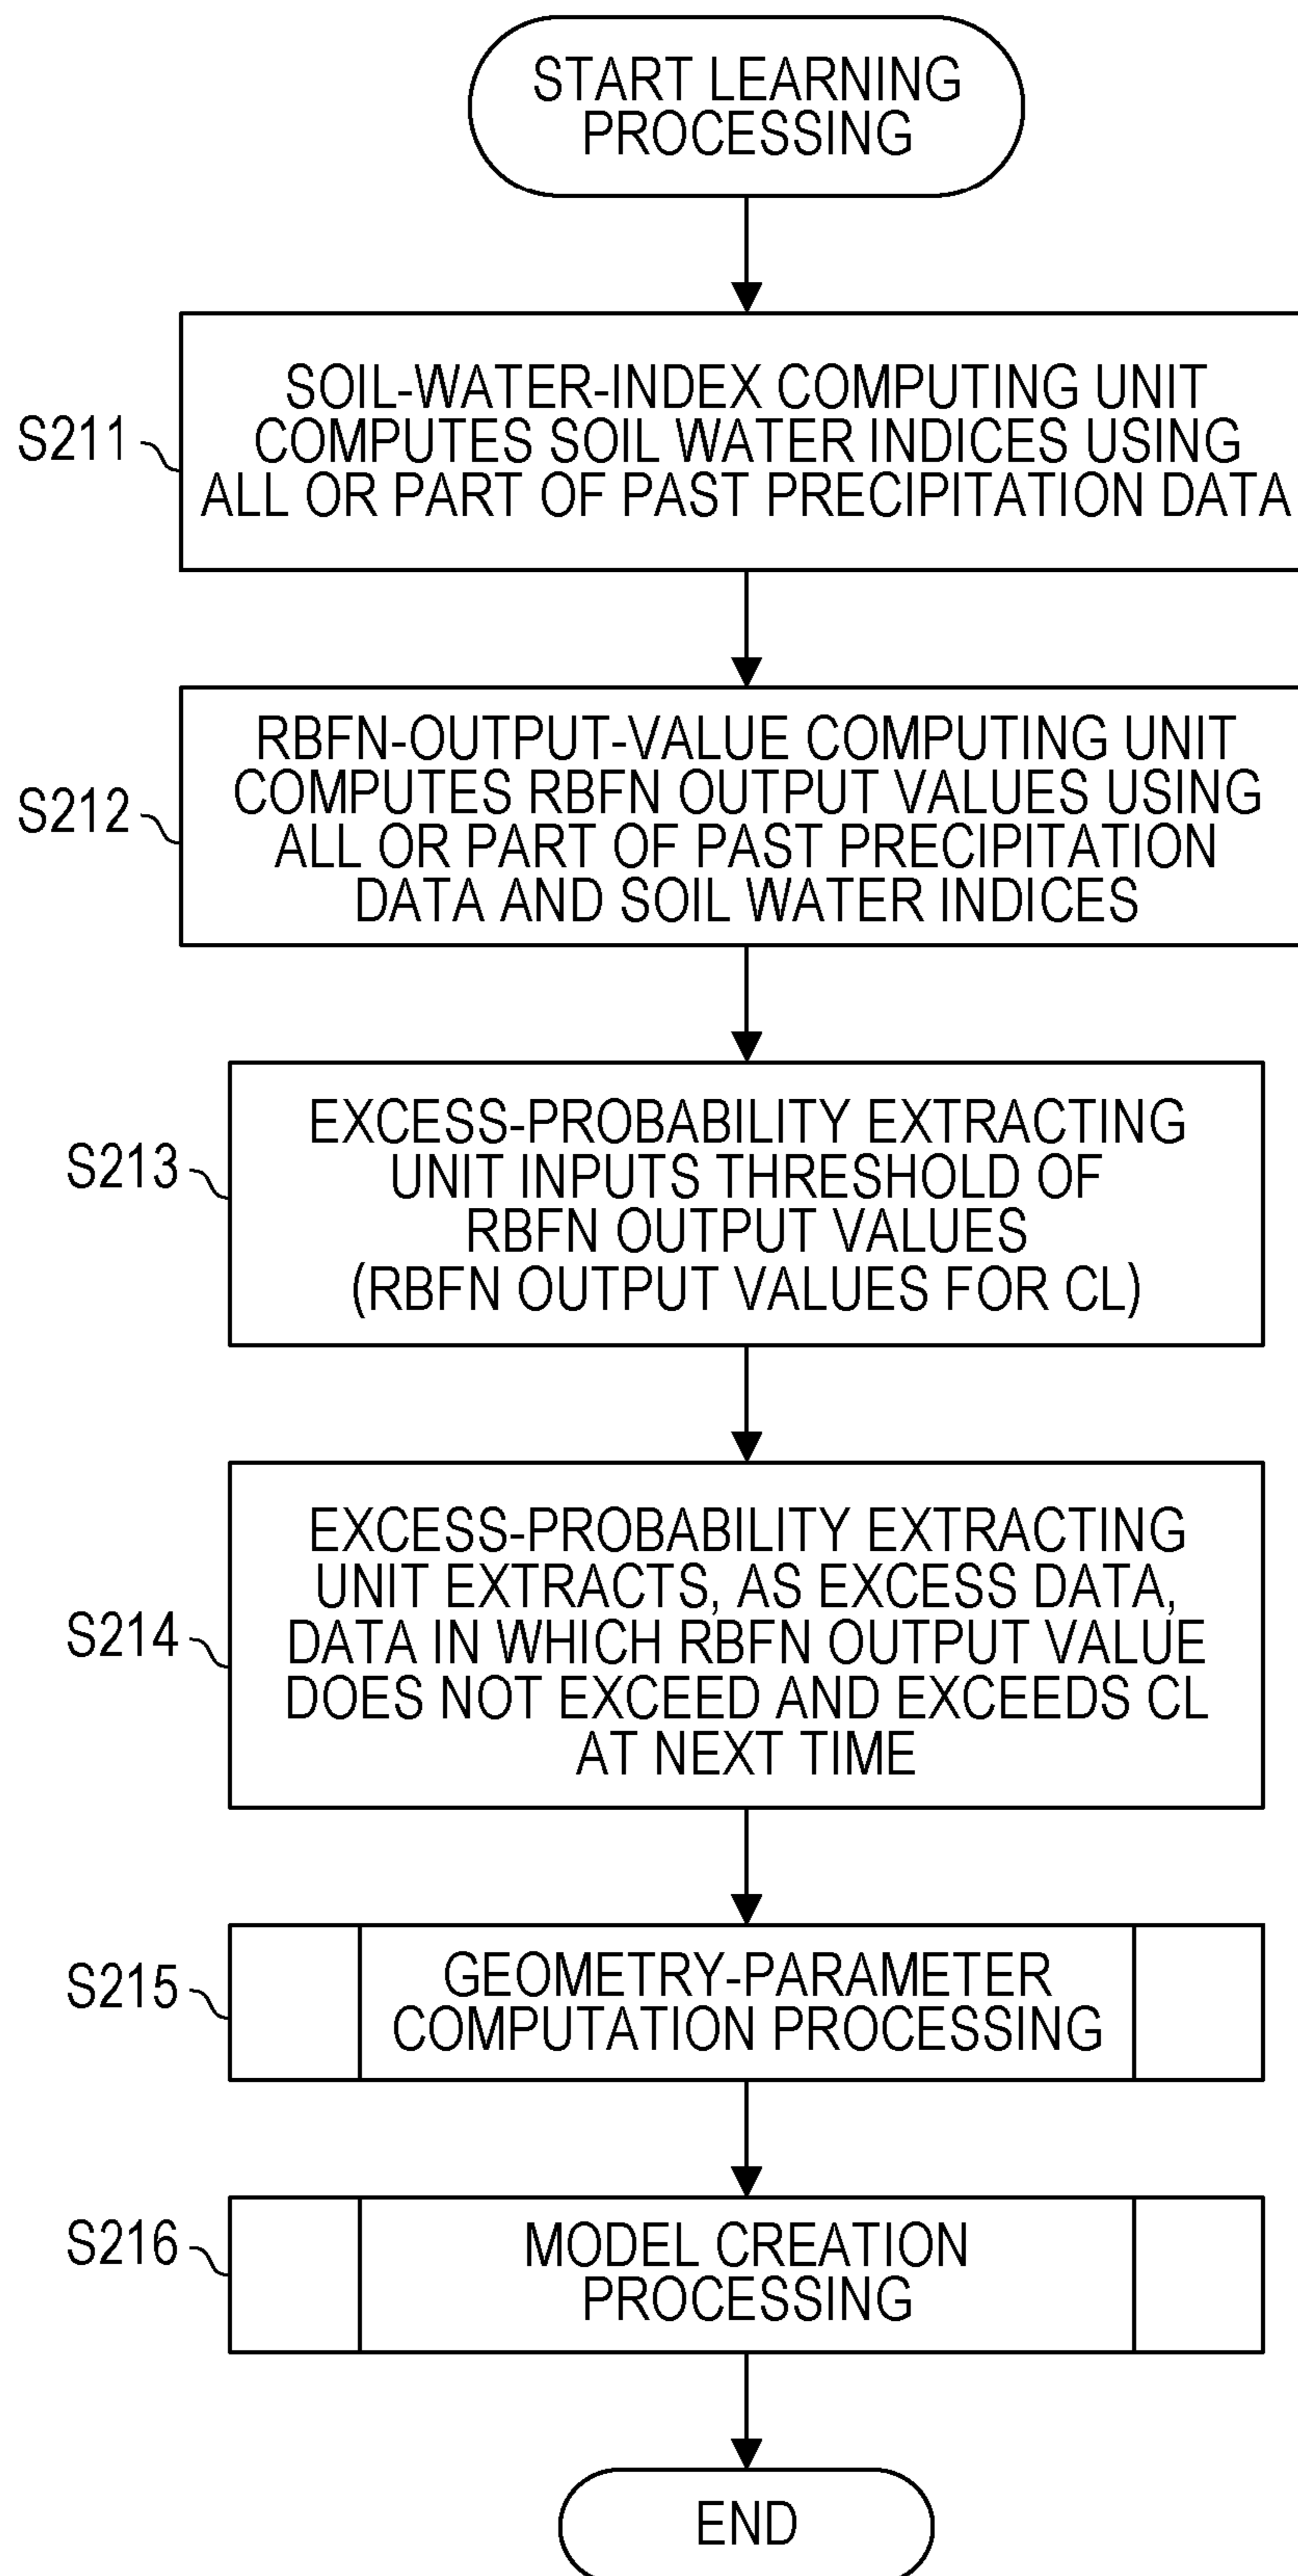 START LEARNING
PROCESSING
S211
SOIL-WATER-INDEX COMPUTING UNIT
COMPUTES SOIL WATER INDICES USING
ALL OR PART OF PAST PRECIPITATION DATA
S212
RBFN-OUTPUT-VALUE COMPUTING UNIT
COMPUTES RBFN OUTPUT VALUES USING
ALL OR PART OF PAST PRECIPITATION
DATA AND SOIL WATER INDICES
S213
EXCESS-PROBABILITY EXTRACTING
UNIT INPUTS THRESHOLD OF
RBFN OUTPUT VALUES
(RBFN OUTPUT VALUES FOR CL)
S214
EXCESS-PROBABILITY EXTRACTING
UNIT EXTRACTS, AS EXCESS DATA,
DATA IN WHICH RBFN OUTPUT VALUE
DOES NOT EXCEED AND EXCEEDS CL
AT NEXT TIME
S215
GEOMETRY-PARAMETER
COMPUTATION PROCESSING
S216
MODEL CREATION
PROCESSING
END